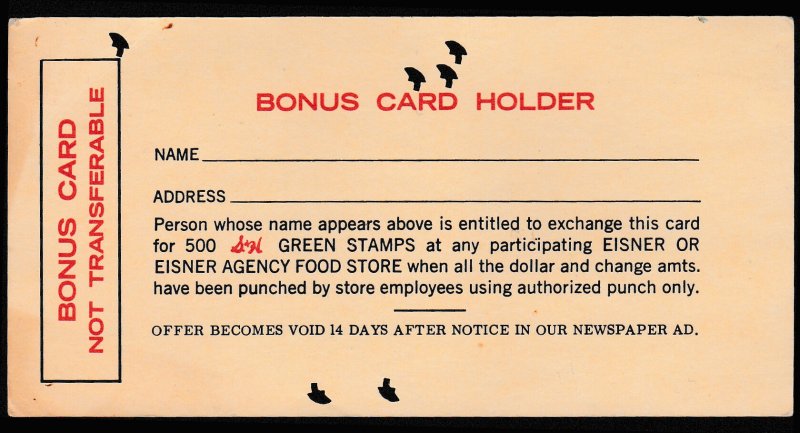 BONUS CARD
NOT TRANSFERABLE
BONUS CARD HOLDER
NAME
ADDRESS
Person whose name appears above is entitled to exchange this card
for 500 S&H GREEN STAMPS at any participating EISNER OR
EISNER AGENCY FOOD STORE when all the dollar and change amts.
have been punched by store employees using authorized punch only.
OFFER BECOMES VOID 14 DAYS AFTER NOTICE IN OUR NEWSPAPER AD.